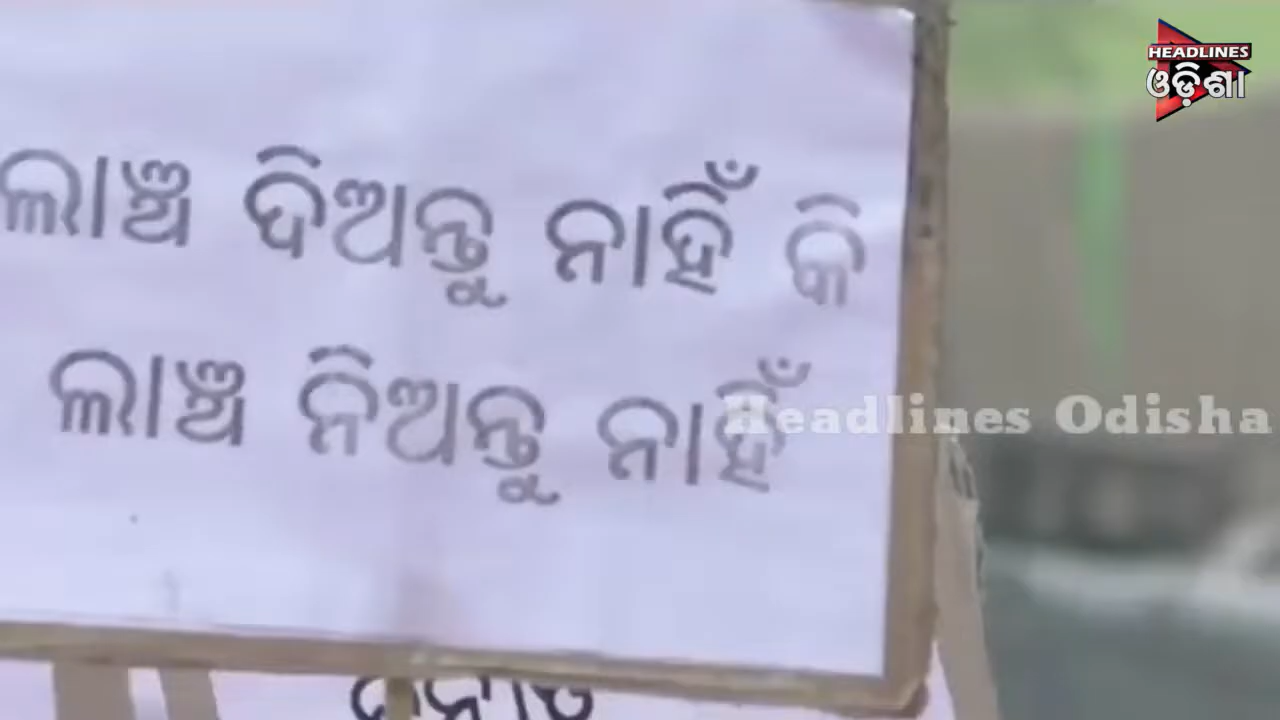 HEADLINES
ଓଡ଼ିଶା
ଲାଞ୍ଚ ଦିଅନ୍ତୁ ନାହିଁ କି
ଲାଞ୍ଚ ନିଅନ୍ତୁ ନାହିଁ
Headlines Odisha